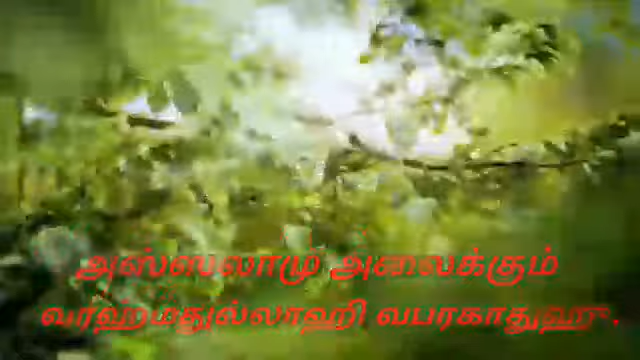 அஸ்ஸலாமு அலைக்கும்
வரஹ்மதுல்லாஹி வபரகாதுஹு.